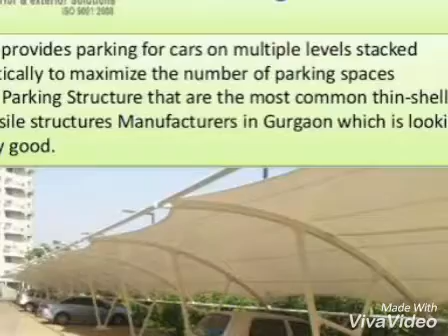 & exterior solutions
ISO 9001:2008
provides parking for cars on multiple levels stacked
tically to maximize the number of parking spaces
Parking Structure that are the most common thin-shell
sile structures Manufacturers in Gurgaon which is looki
y good.
Made With
VivaVideo